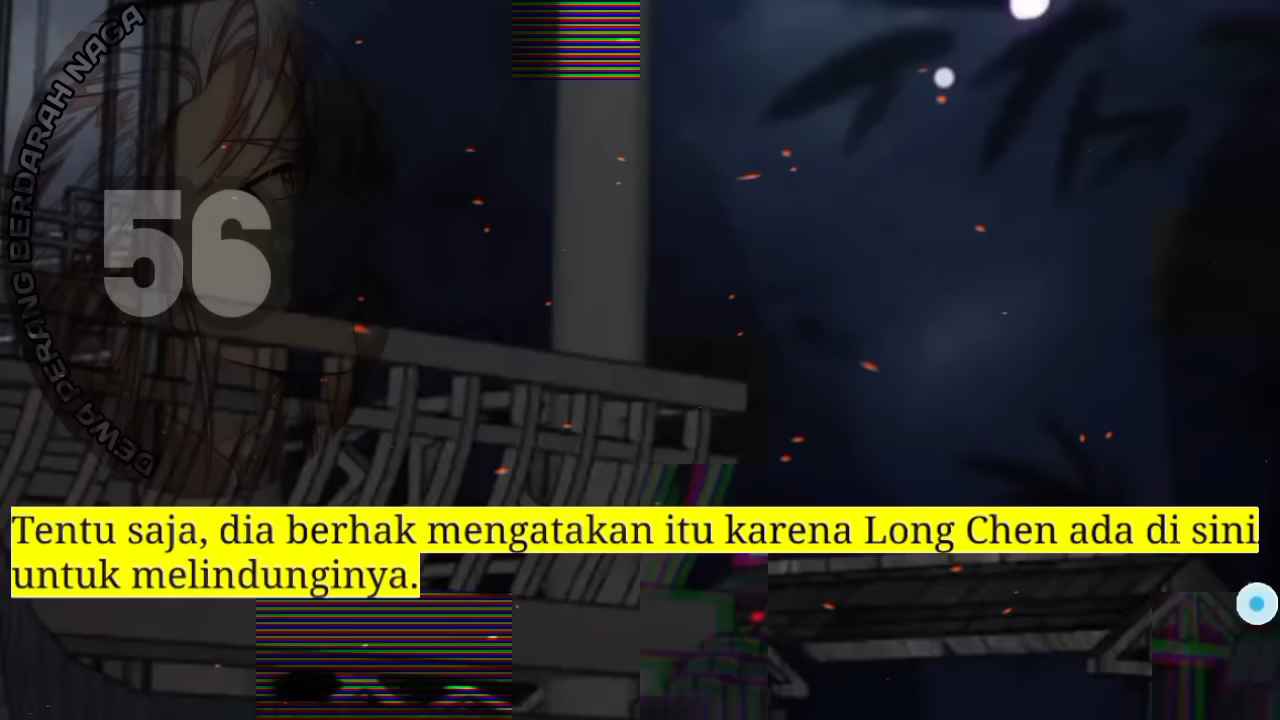 DEWA PERANG BERDARAH NAGA
56
Tentu saja, dia berhak mengatakan itu karena Long Chen ada di sini
untuk melindunginya.